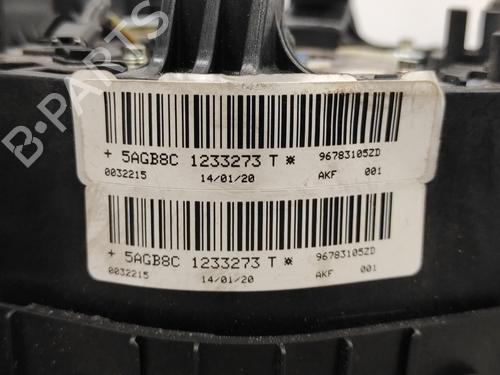 B-PARTS
+ 5AGB8C 1233273 T ※ 96783105ZD
0032215 14/01/20 AKF 001
+ 5AGB8C 1233273 T ※ 96783105ZD
0032215 14/01/20 AKF 001